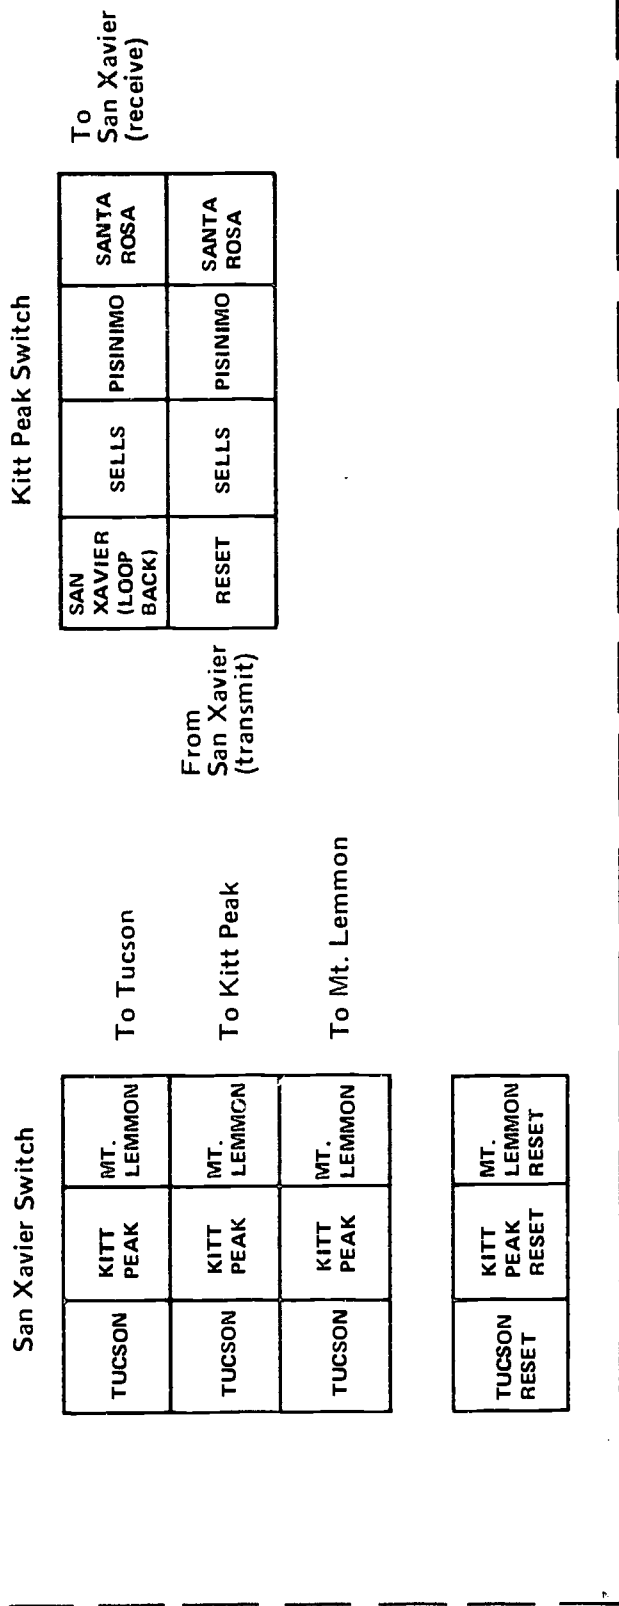 San Xavier Switch
TUCSON
KITT
PEAK
MT.
LEMMON
To Tucson
TUCSON
KITT
PEAK
MT.
LEMMON
To Kitt Peak
TUCSON
KITT
PEAK
MT.
LEMMON
To Mt. Lemmon
TUCSON
RESET
KITT
PEAK
RESET
MT.
LEMMON
RESET
Kitt Peak Switch
SAN
XAVIER
(LOOP
BACK)
SELLS
PISINIMO
SANTA
ROSA
To
San Xavier
(receive)
From
San Xavier
(transmit)
RESET
SELLS
PISINIMO
SANTA
ROSA